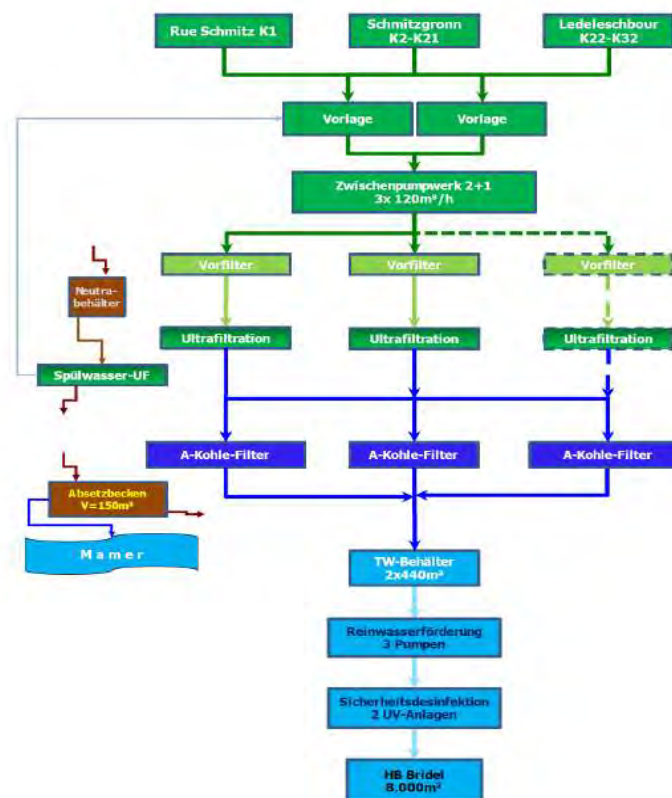 Rue Schmitz K1
Schmitzgronn
K2-K21
Ledeleschbour
K22-K32
Vorlage
Vorlage
Zwischenpumpwerk 2+1
3x 120m³/h
Vorfilter
Vorfilter
Vorfilter
Neutra-
behälter
Ultrafiltration
Ultrafiltration
Ultrafiltration
Spülwasser-UF
A-Kohle-Filter
A-Kohle-Filter
A-Kohle-Filter
Absetzbecken
V=150m³
Mamer
TW-Behälter
2x440m³
Reinwasserförderung
3 Pumpen
Sicherheitsdesinfektion
2 UV-Anlagen
HB Bridel
8.000m³